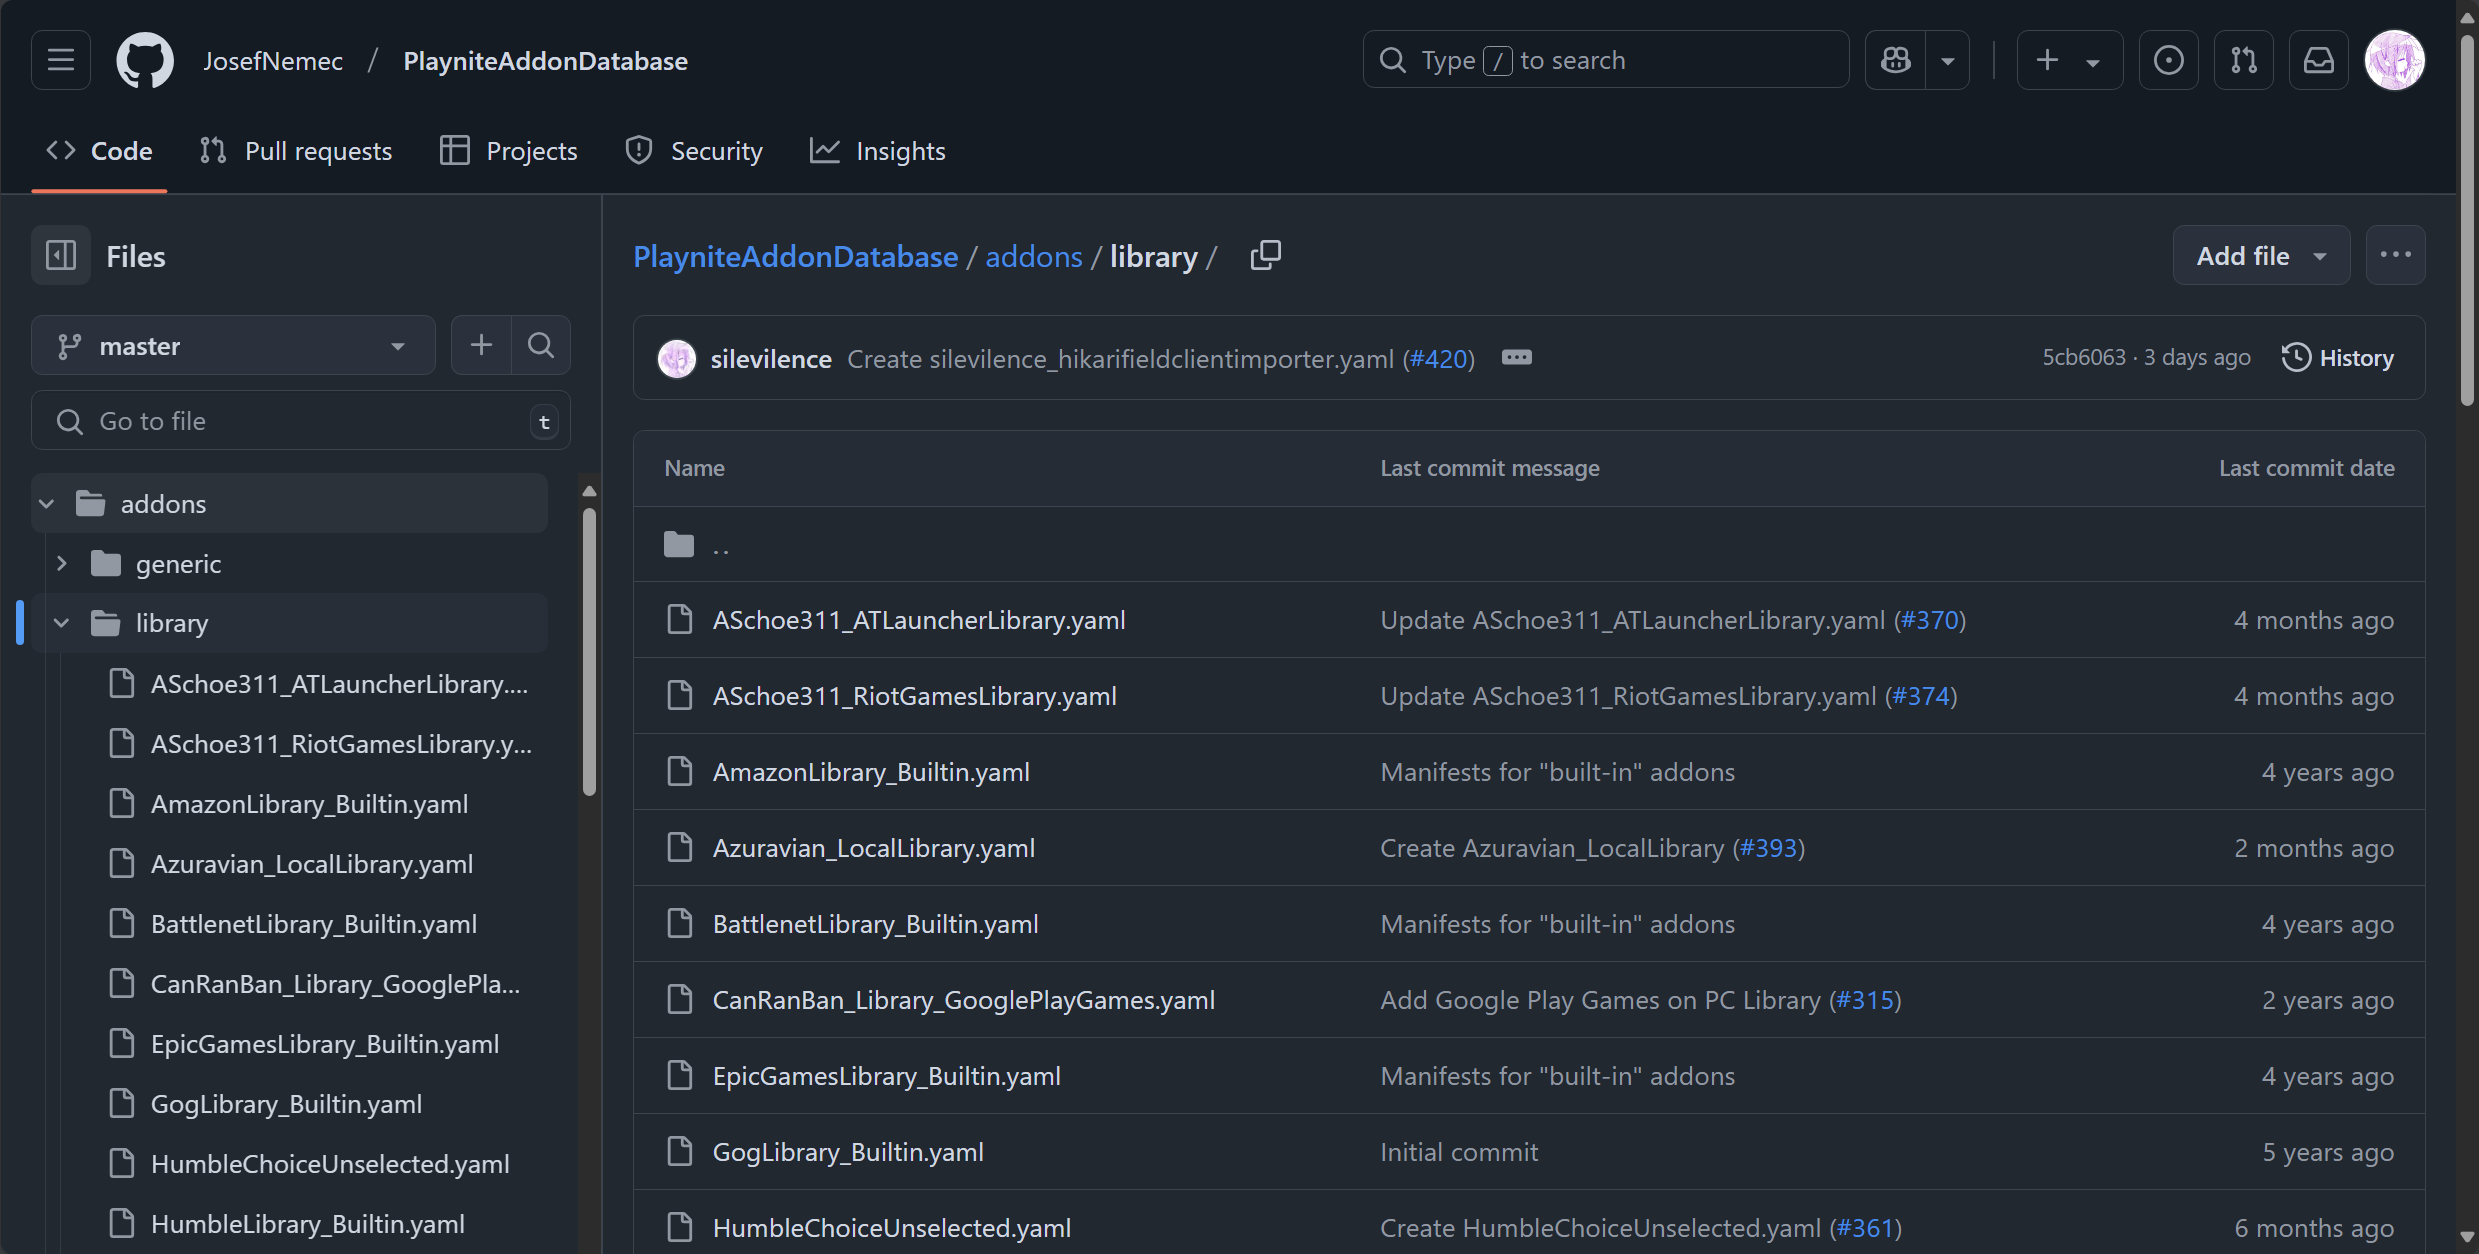 JosefNemec / PlayniteAddonDatabase
Type / to search
Code
Pull requests
Projects
Security
Insights
Files
master
Go to file
t
addons
generic
library
ASchoe311_ATLauncherLibrary....
ASchoe311_RiotGamesLibrary.y...
AmazonLibrary_Builtin.yaml
Azuravian_LocalLibrary.yaml
BattlenetLibrary_Builtin.yaml
CanRanBan_Library_GooglePla...
EpicGamesLibrary_Builtin.yaml
GogLibrary_Builtin.yaml
HumbleChoiceUnselected.yaml
HumbleLibrary_Builtin.yaml
PlayniteAddonDatabase / addons / library /
Add file
silevilence Create silevilence_hikarifieldclientimporter.yaml (#420)
5cb6063 · 3 days ago
History
Name Last commit message Last commit date
..
ASchoe311_ATLauncherLibrary.yaml Update ASchoe311_ATLauncherLibrary.yaml (#370) 4 months ago
ASchoe311_RiotGamesLibrary.yaml Update ASchoe311_RiotGamesLibrary.yaml (#374) 4 months ago
AmazonLibrary_Builtin.yaml Manifests for "built-in" addons 4 years ago
Azuravian_LocalLibrary.yaml Create Azuravian_LocalLibrary (#393) 2 months ago
BattlenetLibrary_Builtin.yaml Manifests for "built-in" addons 4 years ago
CanRanBan_Library_GooglePlayGames.yaml Add Google Play Games on PC Library (#315) 2 years ago
EpicGamesLibrary_Builtin.yaml Manifests for "built-in" addons 4 years ago
GogLibrary_Builtin.yaml Initial commit 5 years ago
HumbleChoiceUnselected.yaml Create HumbleChoiceUnselected.yaml (#361) 6 months ago